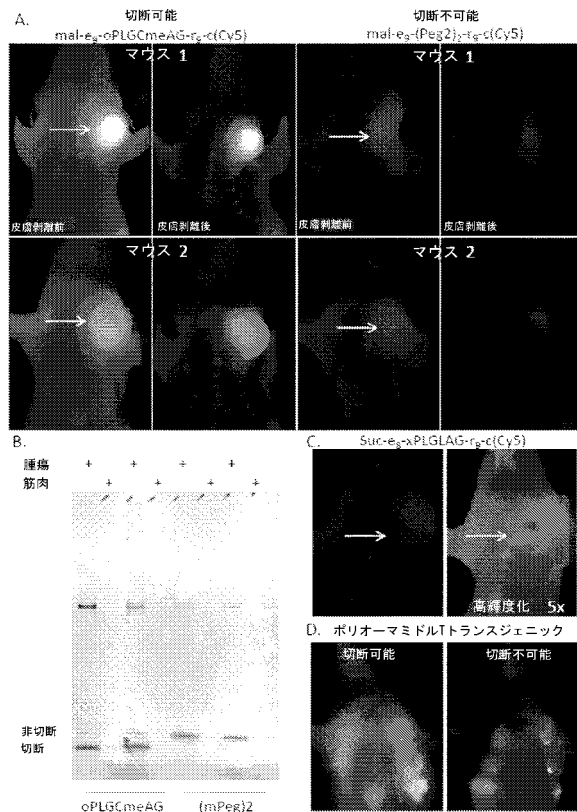 A.
切断可能
mal-e₉-oPLGCmeAG-r₉-c(Cy5)
切断不可能
mal-e₉-(Peg2)₂-r₉-c(Cy5)
マウス 1
マウス 1
皮膚剥離前
皮膚剥離後
皮膚剥離前
皮膚剥離後
マウス 2
マウス 2
B.
腫瘍 + + + +
筋肉 + + + +
非切断
切断
oPLGCmeAG (mPeg)2
C.
Suc-e₈-xPLGLAG-r₉-c(Cy5)
高輝度化 5x
D. ポリオーマミドルTトランスジェニック
切断可能
切断不可能